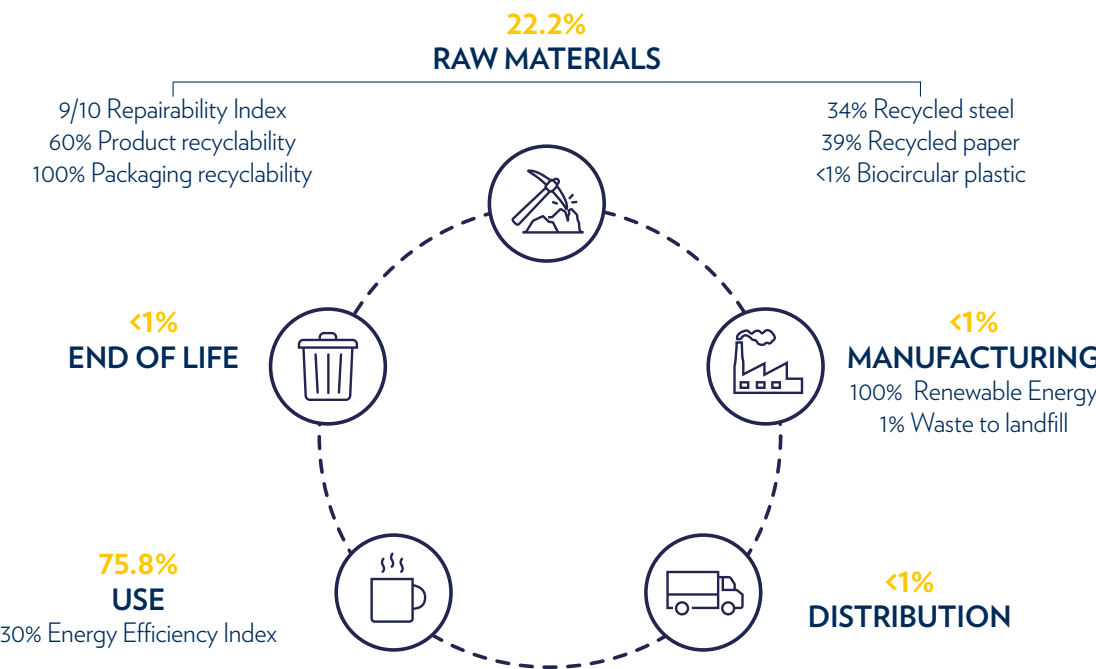 22.2%
RAW MATERIALS
9/10 Repairability Index
60% Product recyclability
100% Packaging recyclability
34% Recycled steel
39% Recycled paper
<1% Biocircular plastic
<1%
END OF LIFE
<1%
MANUFACTURING
100% Renewable Energy
1% Waste to landfill
75.8%
USE
30% Energy Efficiency Index
<1%
DISTRIBUTION